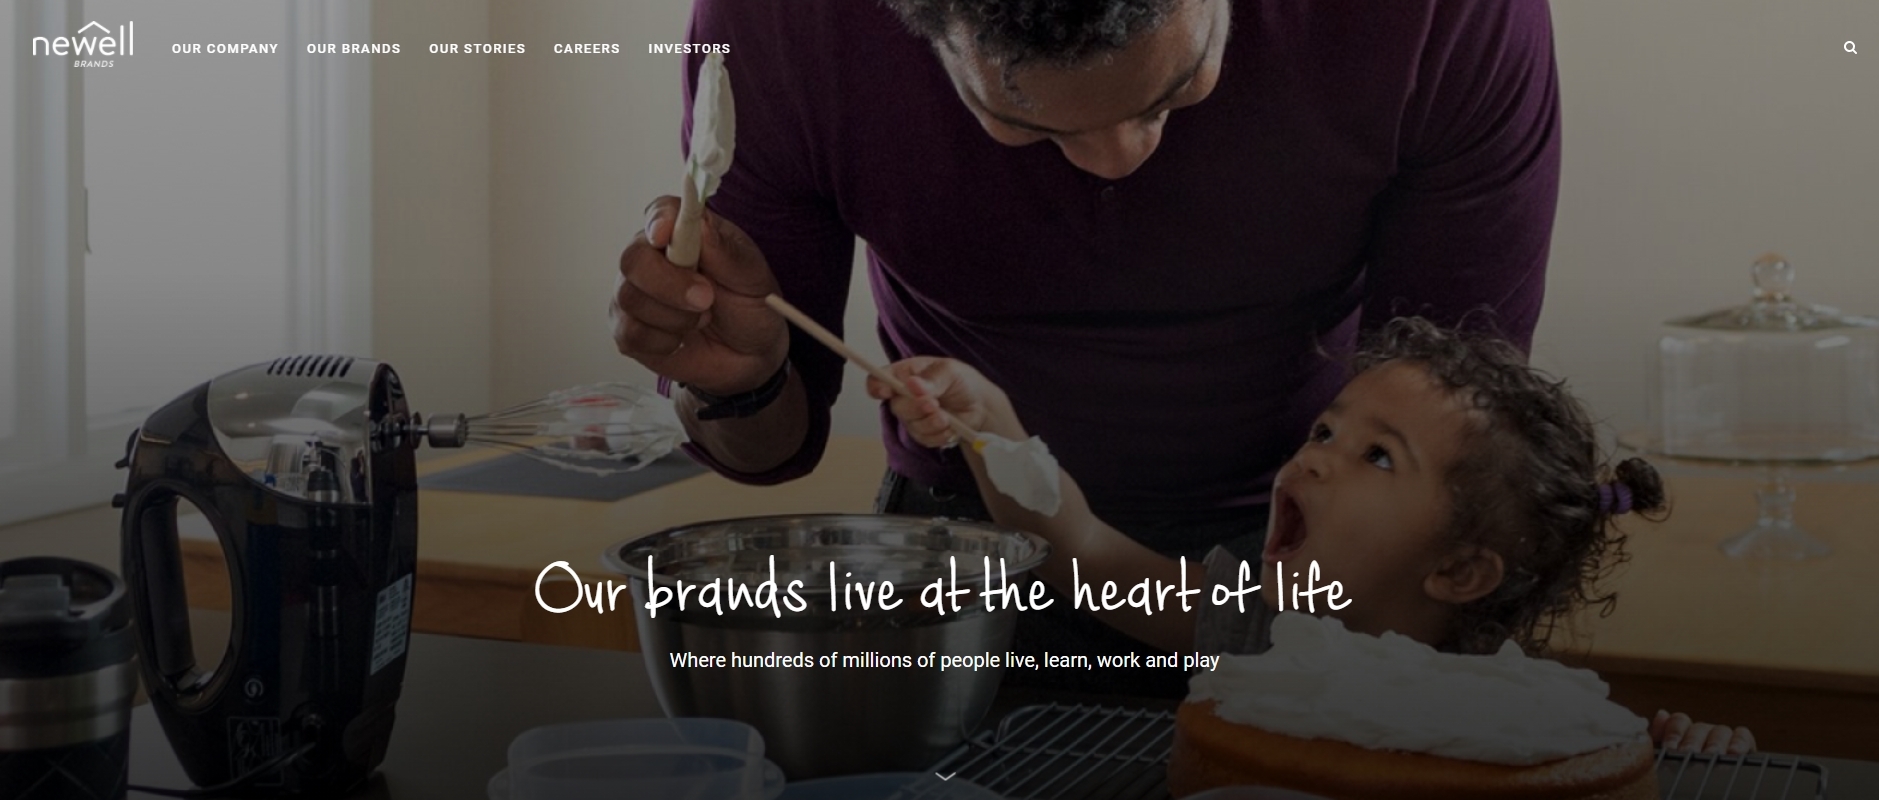 newell
BRANDS
OUR COMPANY OUR BRANDS OUR STORIES CAREERS INVESTORS
Our brands live at the heart of life
Where hundreds of millions of people live, learn, work and play